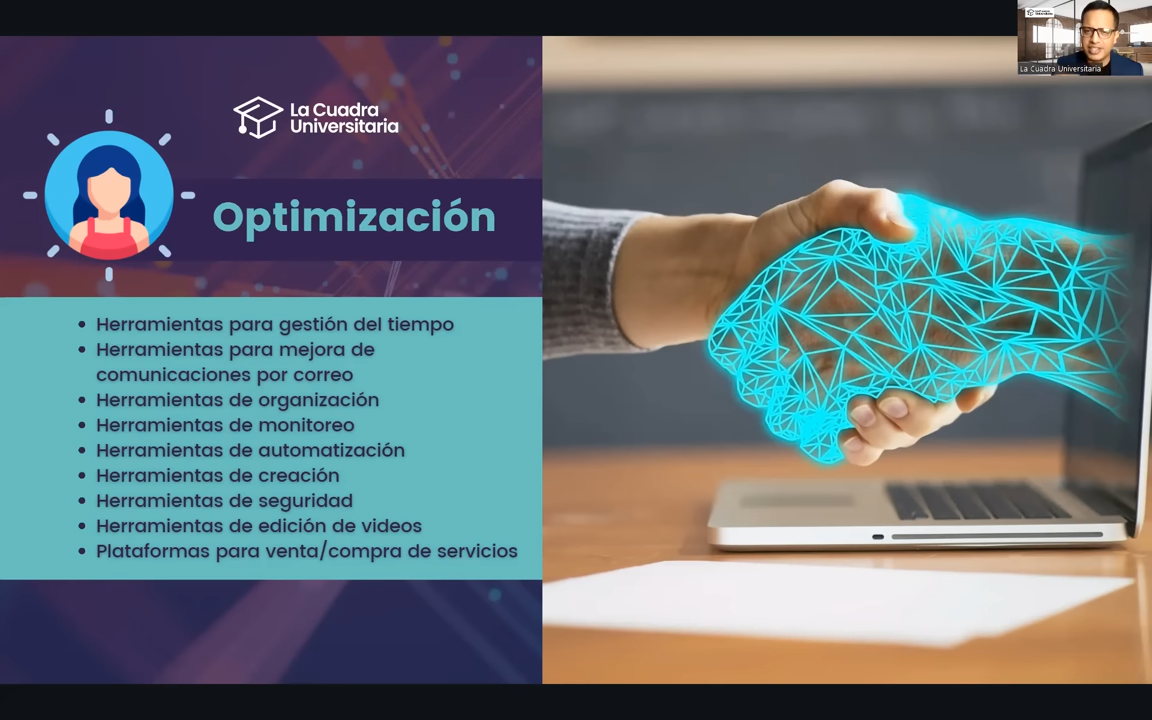 La Cuadra
Universitaria
Optimización
• Herramientas para gestión del tiempo
• Herramientas para mejora de
comunicaciones por correo
• Herramientas de organización
• Herramientas de monitoreo
• Herramientas de automatización
• Herramientas de creación
• Herramientas de seguridad
• Herramientas de edición de videos
• Plataformas para venta/compra de servicios
La Cuadra Universitaria